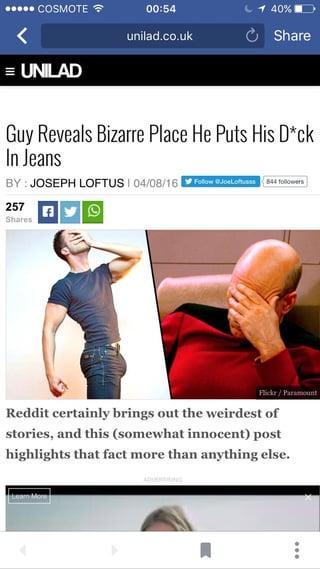 COSMOTE 00:54 40%
unilad.co.uk Share
UNILAD
Guy Reveals Bizarre Place He Puts His D*ck
In Jeans
BY : JOSEPH LOFTUS | 04/08/16 Follow @JoeLoftusss 844 followers
257
Shares
Flickr / Paramount
Reddit certainly brings out the weirdest of
stories, and this (somewhat innocent) post
highlights that fact more than anything else.
ADVERTISING
Learn More